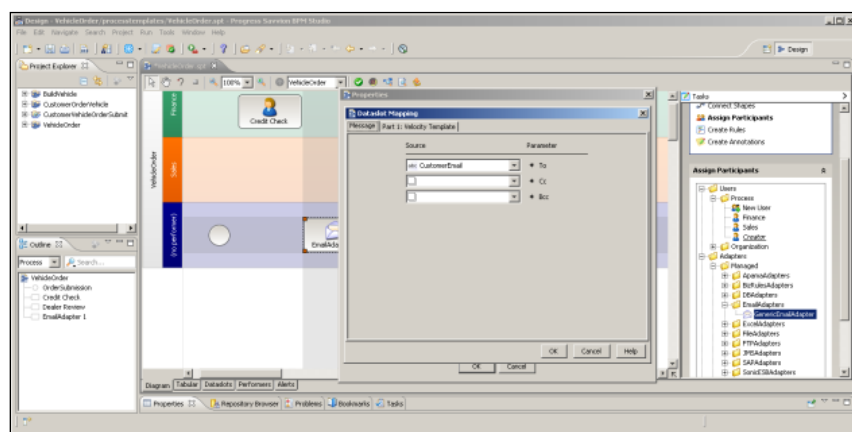 Design - VehicleOrder/processtemplates/VehicleOrder.spt - Progress Savvion BPM Studio
File Edit Navigate Search Project Run Tools Window Help
Design
Project Explorer
BuildVehicle
CustomerOrderVehicle
CustomerVehicleOrderSubmit
VehicleOrder
Outline
Process
Search...
VehicleOrder
OrderSubmission
Credit Check
Dealer Review
EmailAdapter 1
100%
VehicleOrder
VehicleOrder
Finance
Sales
(no performer)
Credit Check
EmailAda
Diagram Tabular Dataslots Performers Alerts
Properties
Dataslot Mapping
Message Part 1: Velocity Template
Source Parameter
abc CustomerEmail To
Cc
Bcc
OK Cancel Help
OK Cancel
Tasks
Connect Shapes
Assign Participants
Create Rules
Create Annotations
Assign Participants
Users
Process
New User
Finance
Sales
Creator
Organization
Adapters
Managed
ApamaAdapters
BizRulesAdapters
DBAdapters
EmailAdapters
GenericEmailAdapter
ExcelAdapters
FileAdapters
FTPAdapters
JMSAdapters
SAPAdapters
SonicESBAdapters
Properties Repository Browser Problems Bookmarks Tasks